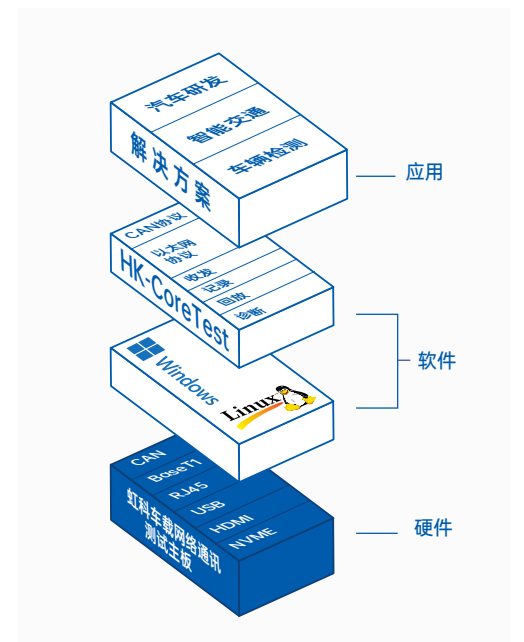 汽车研发
智能交通
车辆检测
解决方案
应用
CAN协议
以太网
协议
收发
记录
回放
诊断
HK-CoreTest
软件
Windows
Linux
CAN
BaseT1
RJ45
USB
HDMI
NVME
虹科车载网络通讯
测试主板
硬件